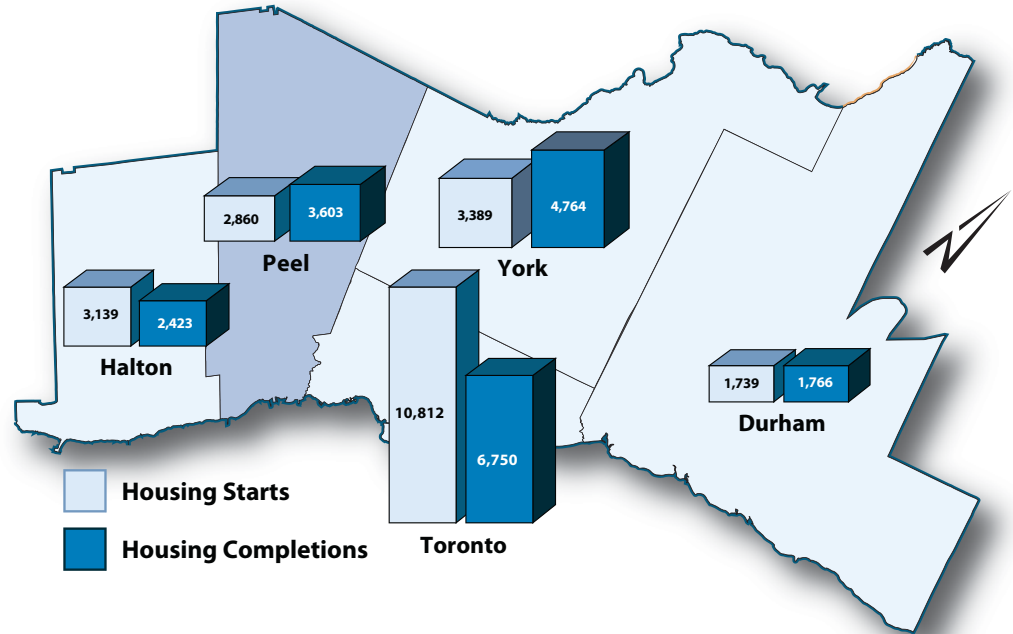 2,860
3,603
Peel
3,389
4,764
York
3,139
2,423
Halton
10,812
6,750
Toronto
1,739
1,766
Durham
N
Housing Starts
Housing Completions